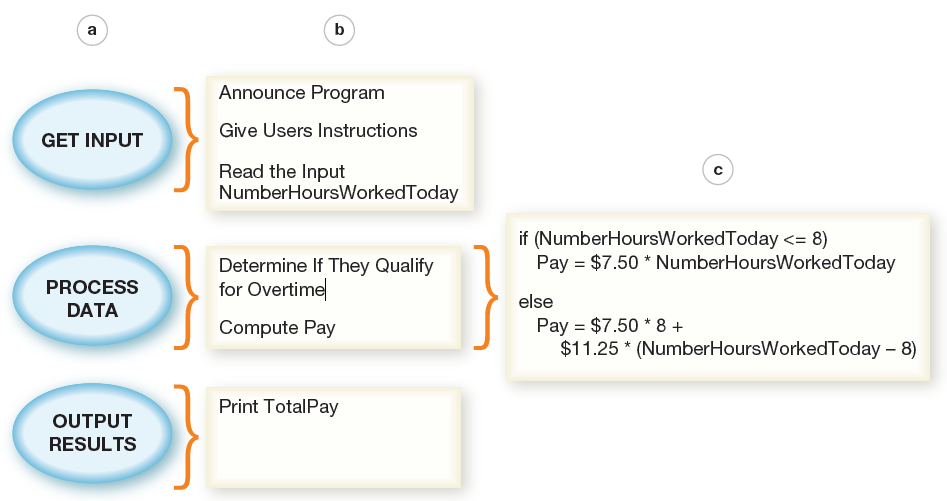 a
b
GET INPUT
Announce Program
Give Users Instructions
Read the Input
NumberHoursWorkedToday
c
PROCESS
DATA
Determine If They Qualify
for Overtime
Compute Pay
if (NumberHoursWorkedToday <= 8)
Pay = $7.50 * NumberHoursWorkedToday
else
Pay = $7.50 * 8 +
$11.25 * (NumberHoursWorkedToday – 8)
OUTPUT
RESULTS
Print TotalPay